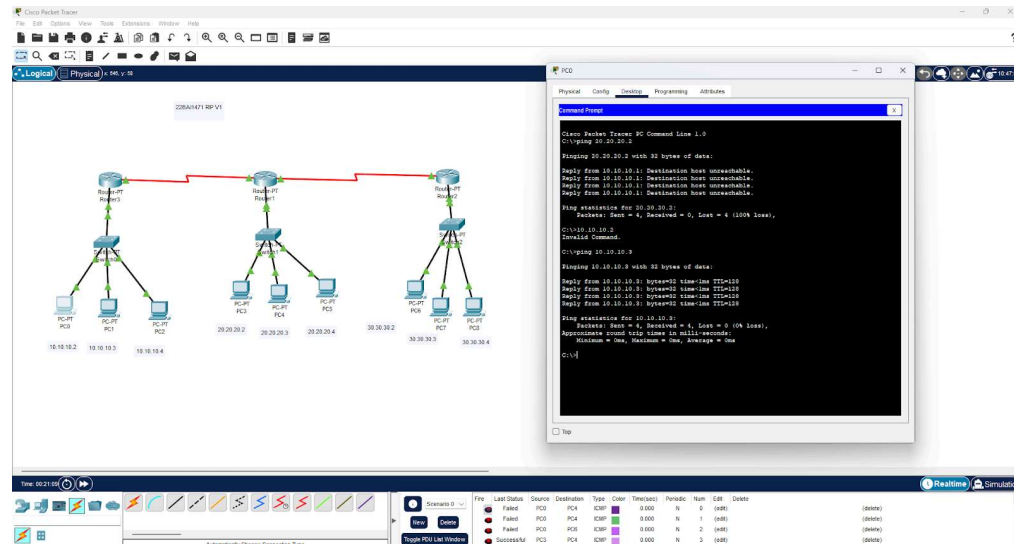 Cisco Packet Tracer
File Edit Options View Tools Extensions Window Help
Logical Physical x: 646, y: 58
226AI1471 RP V1
Router-PT
Router3
Router-PT
Router1
Router-PT
Router2
PC-PT
PC0
PC-PT
PC1
PC-PT
PC2
PC-PT
PC3
PC-PT
PC4
PC-PT
PC5
PC-PT
PC6
PC-PT
PC7
PC-PT
PC8
10.10.10.2
10.10.10.3
10.10.10.4
20.20.20.2
20.20.20.3
20.20.20.4
30.30.30.2
30.30.30.3
30.30.30.4
PC0
Physical Config Desktop Programming Attributes
Command Prompt X
Cisco Packet Tracer PC Command Line 1.0
C:\>ping 20.20.20.2
Pinging 20.20.20.2 with 32 bytes of data:
Reply from 10.10.10.1: Destination host unreachable.
Reply from 10.10.10.1: Destination host unreachable.
Reply from 10.10.10.1: Destination host unreachable.
Reply from 10.10.10.1: Destination host unreachable.
Ping statistics for 20.20.20.2:
Packets: Sent = 4, Received = 0, Lost = 4 (100% loss),
C:\>10.10.10.2
Invalid Command.
C:\>ping 10.10.10.3
Pinging 10.10.10.3 with 32 bytes of data:
Reply from 10.10.10.3: bytes=32 time<1ms TTL=128
Reply from 10.10.10.3: bytes=32 time<1ms TTL=128
Reply from 10.10.10.3: bytes=32 time<1ms TTL=128
Reply from 10.10.10.3: bytes=32 time<1ms TTL=128
Ping statistics for 10.10.10.3:
Packets: Sent = 4, Received = 4, Lost = 0 (0% loss),
Approximate round trip times in milli-seconds:
Minimum = 0ms, Maximum = 0ms, Average = 0ms
C:\>
Top
Time: 00:21:09
Realtime Simulatio
Scenario 0
New Delete
Toggle PDU List Window
Fire Last Status Source Destination Type Color Time(sec) Periodic Num Edit Delete
Failed PC0 PC4 ICMP 0.000 N 0 (edit) (delete)
Failed PC0 PC4 ICMP 0.000 N 1 (edit) (delete)
Failed PC0 PC6 ICMP 0.000 N 2 (edit) (delete)
Successful PC3 PC4 ICMP 0.000 N 3 (edit) (delete)
Automatically Choose Connection Type